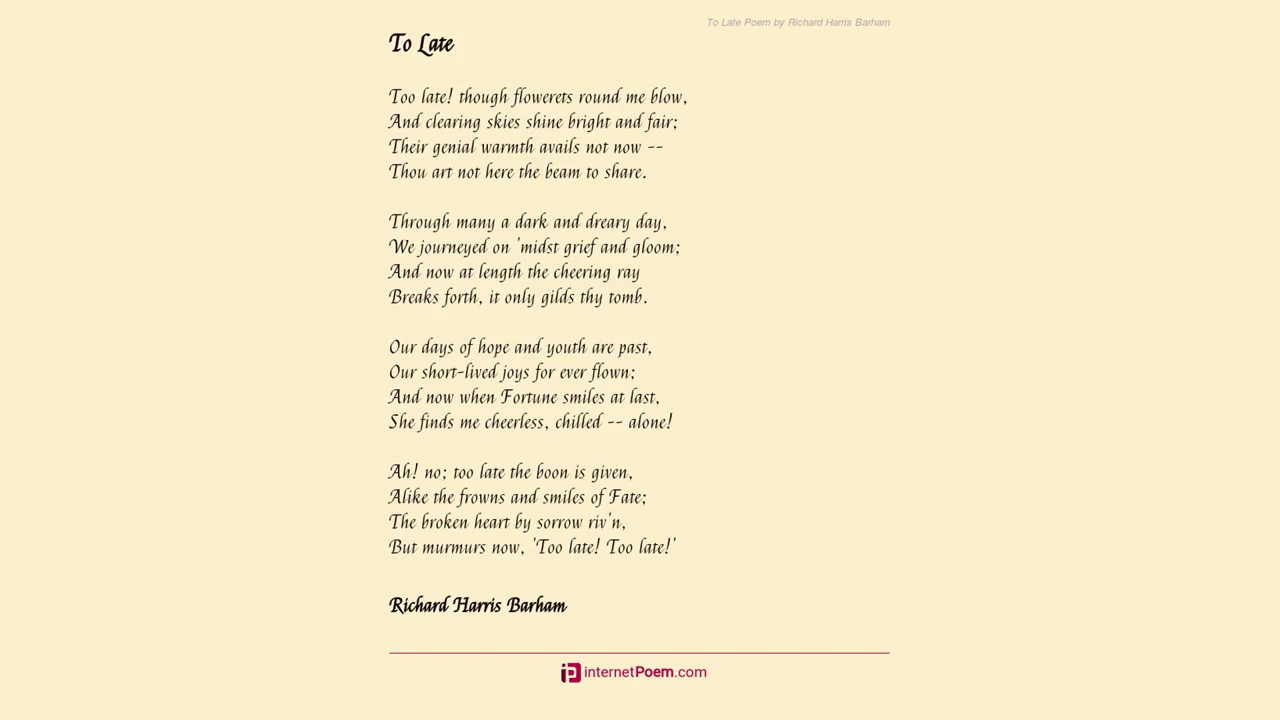 To Late Poem by Richard Harris Barham
To Late
Too late! though flowerets round me blow,
And clearing skies shine bright and fair;
Their genial warmth avails not now --
Thou art not here the beam to share.
Through many a dark and dreary day,
We journeyed on 'midst grief and gloom;
And now at length the cheering ray
Breaks forth, it only gilds thy tomb.
Our days of hope and youth are past,
Our short-lived joys for ever flown;
And now when Fortune smiles at last,
She finds me cheerless, chilled -- alone!
Ah! no; too late the boon is given,
Alike the frowns and smiles of Fate;
The broken heart by sorrow riv'n,
But murmurs now, 'Too late! Too late!'
Richard Harris Barham
internetPoem.com